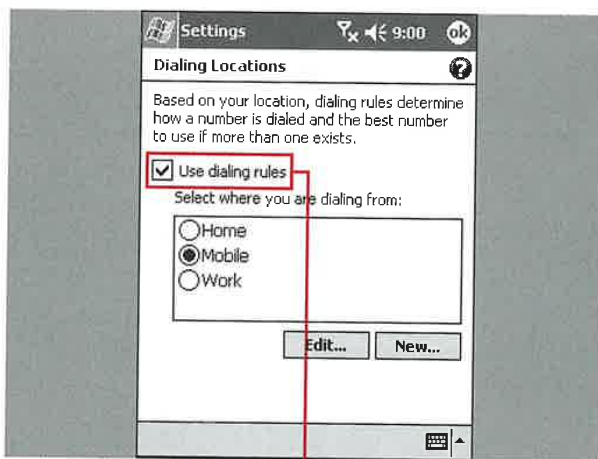 Settings 9:00 ok
Dialing Locations ?
Based on your location, dialing rules determine
how a number is dialed and the best number
to use if more than one exists.
Use dialing rules
Select where you are dialing from:
Home
Mobile
Work
Edit... New...